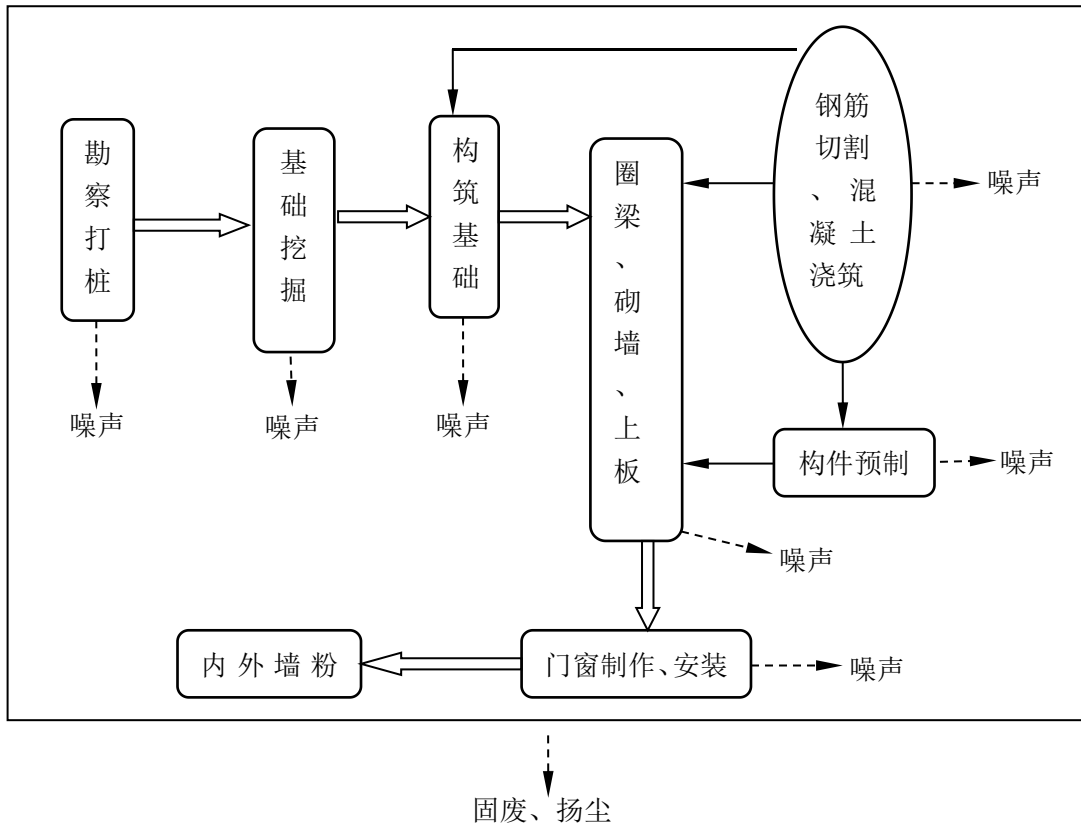 勘察打桩
基础挖掘
构筑基础
圈梁、砌墙、上板
钢筋
切割
、混
凝土
浇筑
噪声
噪声
噪声
噪声
构件预制
噪声
噪声
内外墙粉
门窗制作、安装
噪声
固废、扬尘